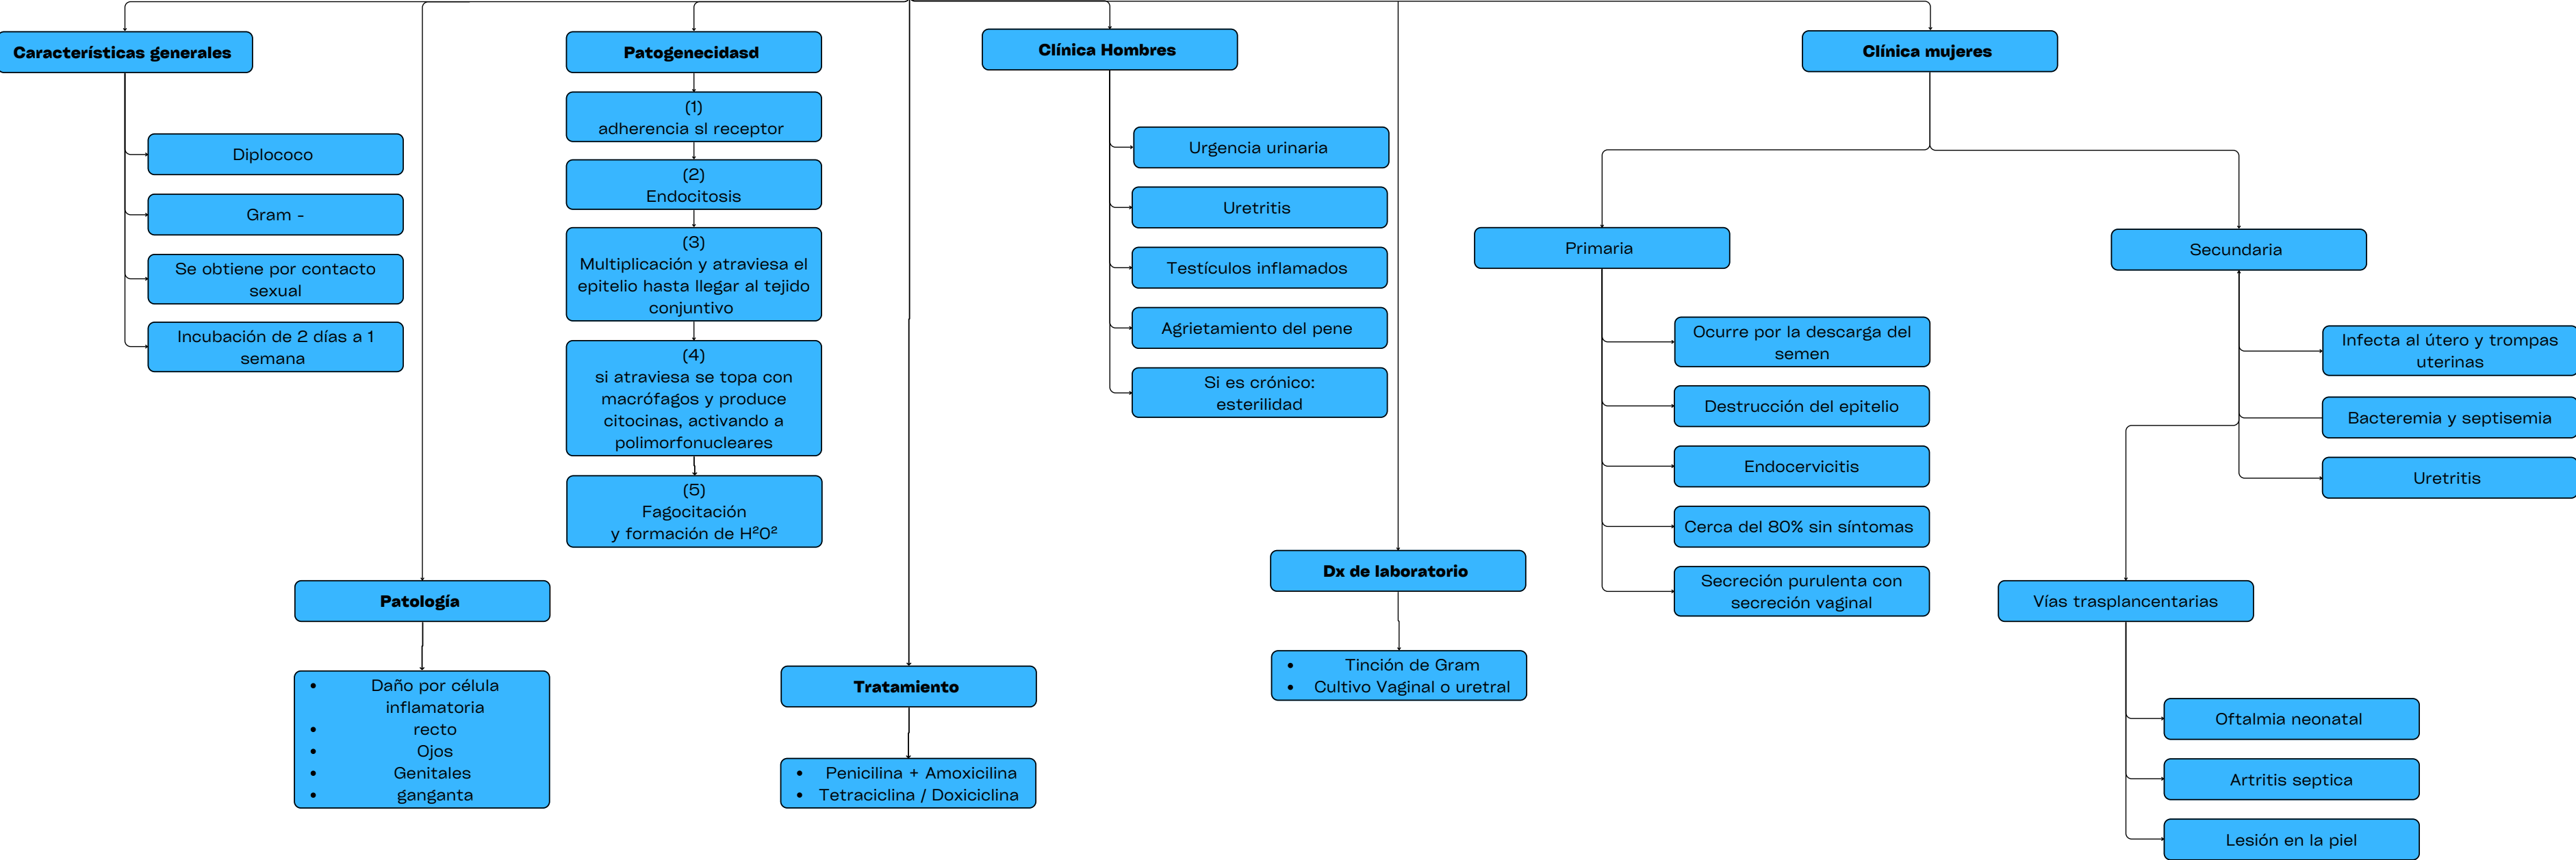 Características generales
Diplococo
Gram -
Se obtiene por contacto
sexual
Incubación de 2 días a 1
semana
Patología
• Daño por célula
inflamatoria
• recto
• Ojos
• Genitales
• ganganta
Patogenecidasd
(1)
adherencia sl receptor
(2)
Endocitosis
(3)
Multiplicación y atraviesa el
epitelio hasta llegar al tejido
conjuntivo
(4)
si atraviesa se topa con
macrófagos y produce
citocinas, activando a
polimorfonucleares
(5)
Fagocitación
y formación de H²0²
Tratamiento
• Penicilina + Amoxicilina
• Tetraciclina / Doxiciclina
Clínica Hombres
Urgencia urinaria
Uretritis
Testículos inflamados
Agrietamiento del pene
Si es crónico:
esterilidad
Dx de laboratorio
• Tinción de Gram
• Cultivo Vaginal o uretral
Clínica mujeres
Primaria
Ocurre por la descarga del
semen
Destrucción del epitelio
Endocervicitis
Cerca del 80% sin síntomas
Secreción purulenta con
secreción vaginal
Secundaria
Infecta al útero y trompas
uterinas
Bacteremia y septisemia
Uretritis
Vías trasplancentarias
Oftalmia neonatal
Artritis septica
Lesión en la piel